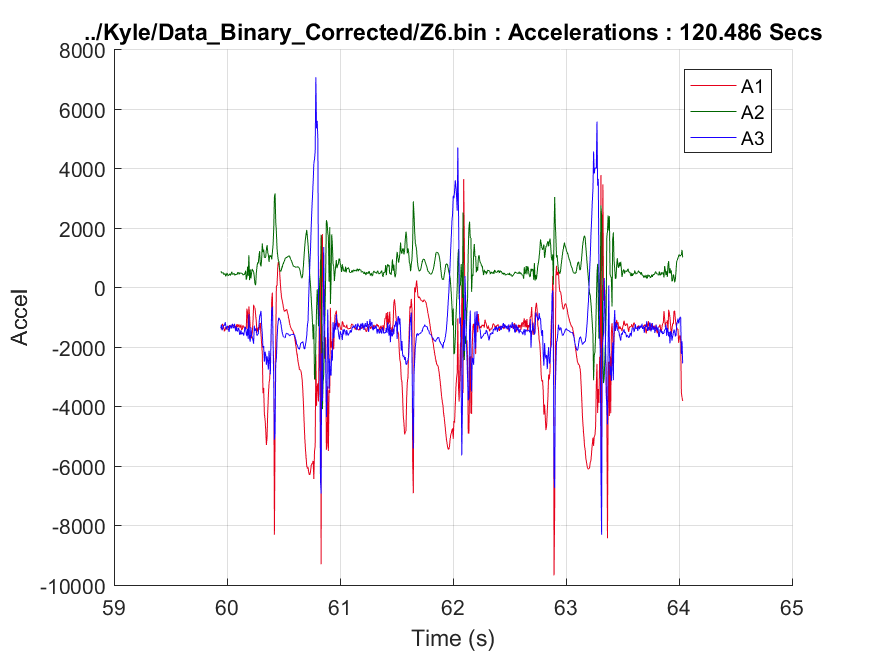 ../Kyle/Data_Binary_Corrected/Z6.bin : Accelerations : 120.486 Secs
8000
6000
4000
2000
0
-2000
-4000
-6000
-8000
-10000
Accel
A1
A2
A3
59 60 61 62 63 64 65
Time (s)